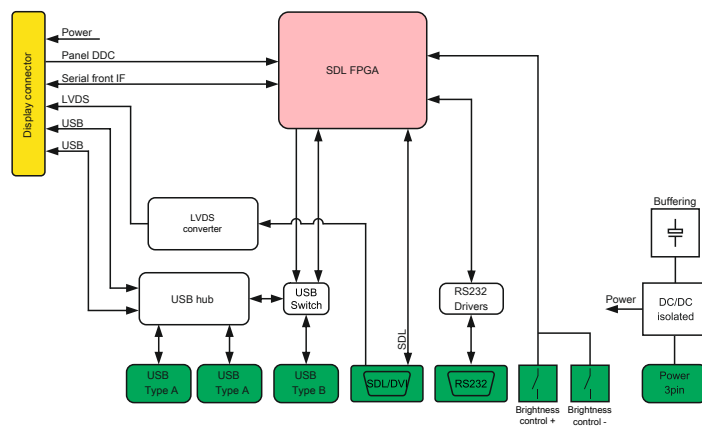 Power
Panel DDC
Serial front IF
LVDS
USB
USB
Display connector
SDL FPGA
LVDS
converter
USB hub
USB
Switch
RS232
Drivers
SDL
Buffering
Power
DC/DC
isolated
USB
Type A
USB
Type A
USB
Type B
SDL/DVI
RS232
Brightness
control +
Brightness
control -
Power
3pin